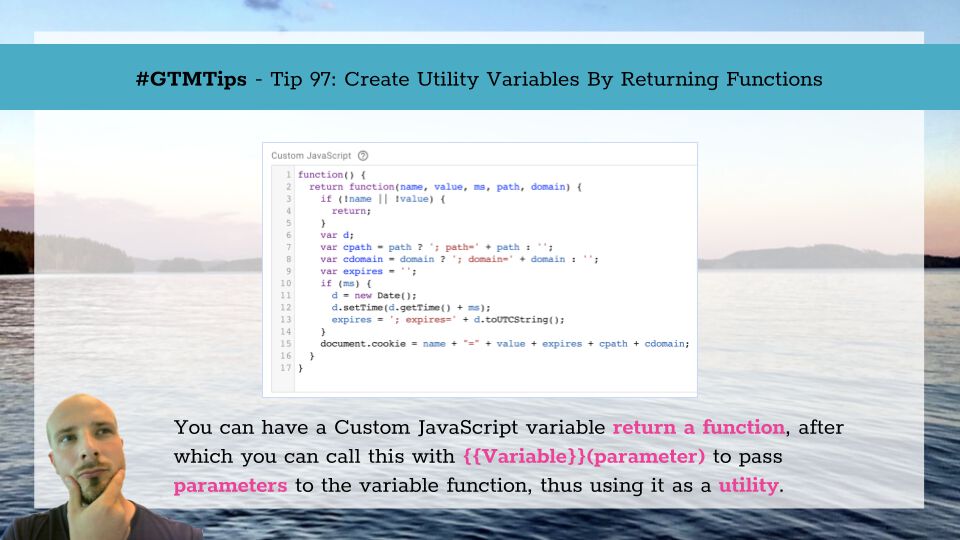 #GTMTips - Tip 97: Create Utility Variables By Returning Functions
Custom JavaScript ?
1 function() {
2   return function(name, value, ms, path, domain) {
3     if (!name || !value) {
4       return;
5     }
6     var d;
7     var cpath = path ? '; path=' + path : '';
8     var cdomain = domain ? '; domain=' + domain : '';
9     var expires = '';
10     if (ms) {
11       d = new Date();
12       d.setTime(d.getTime() + ms);
13       expires = '; expires=' + d.toUTCString();
14     }
15     document.cookie = name + "=" + value + expires + cpath + cdomain;
16   }
17 }
You can have a Custom JavaScript variable return a function, after
which you can call this with {{Variable}}(parameter) to pass
parameters to the variable function, thus using it as a utility.